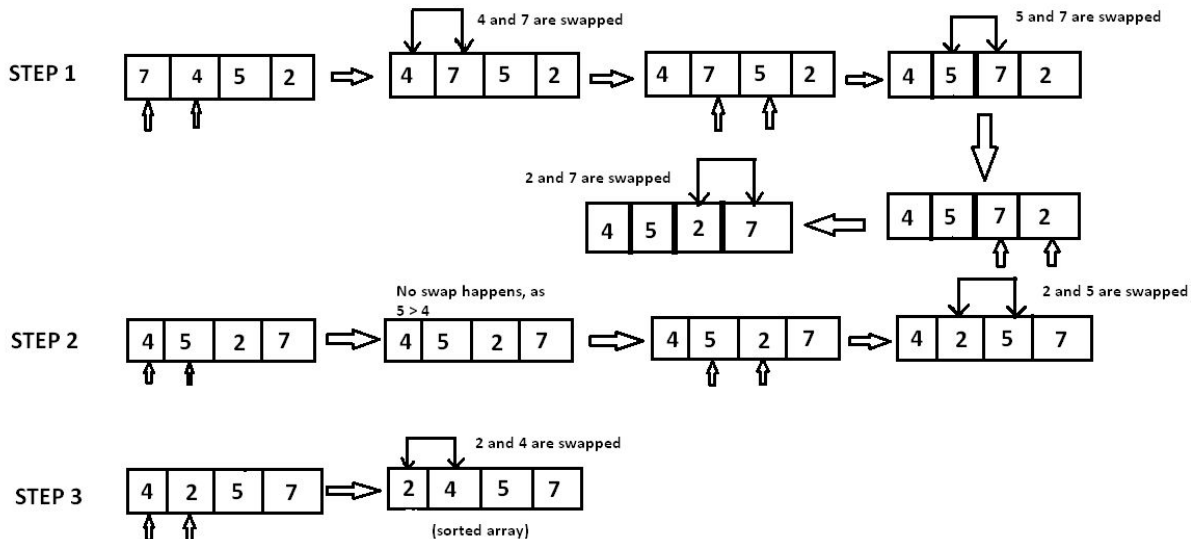 4 and 7 are swapped
5 and 7 are swapped
STEP 1
7 4 5 2
4 7 5 2
4 7 5 2
4 5 7 2
2 and 7 are swapped
4 5 2 7
4 5 7 2
No swap happens, as
5 > 4
2 and 5 are swapped
STEP 2
4 5 2 7
4 5 2 7
4 5 2 7
4 2 5 7
2 and 4 are swapped
STEP 3
4 2 5 7
2 4 5 7
(sorted array)